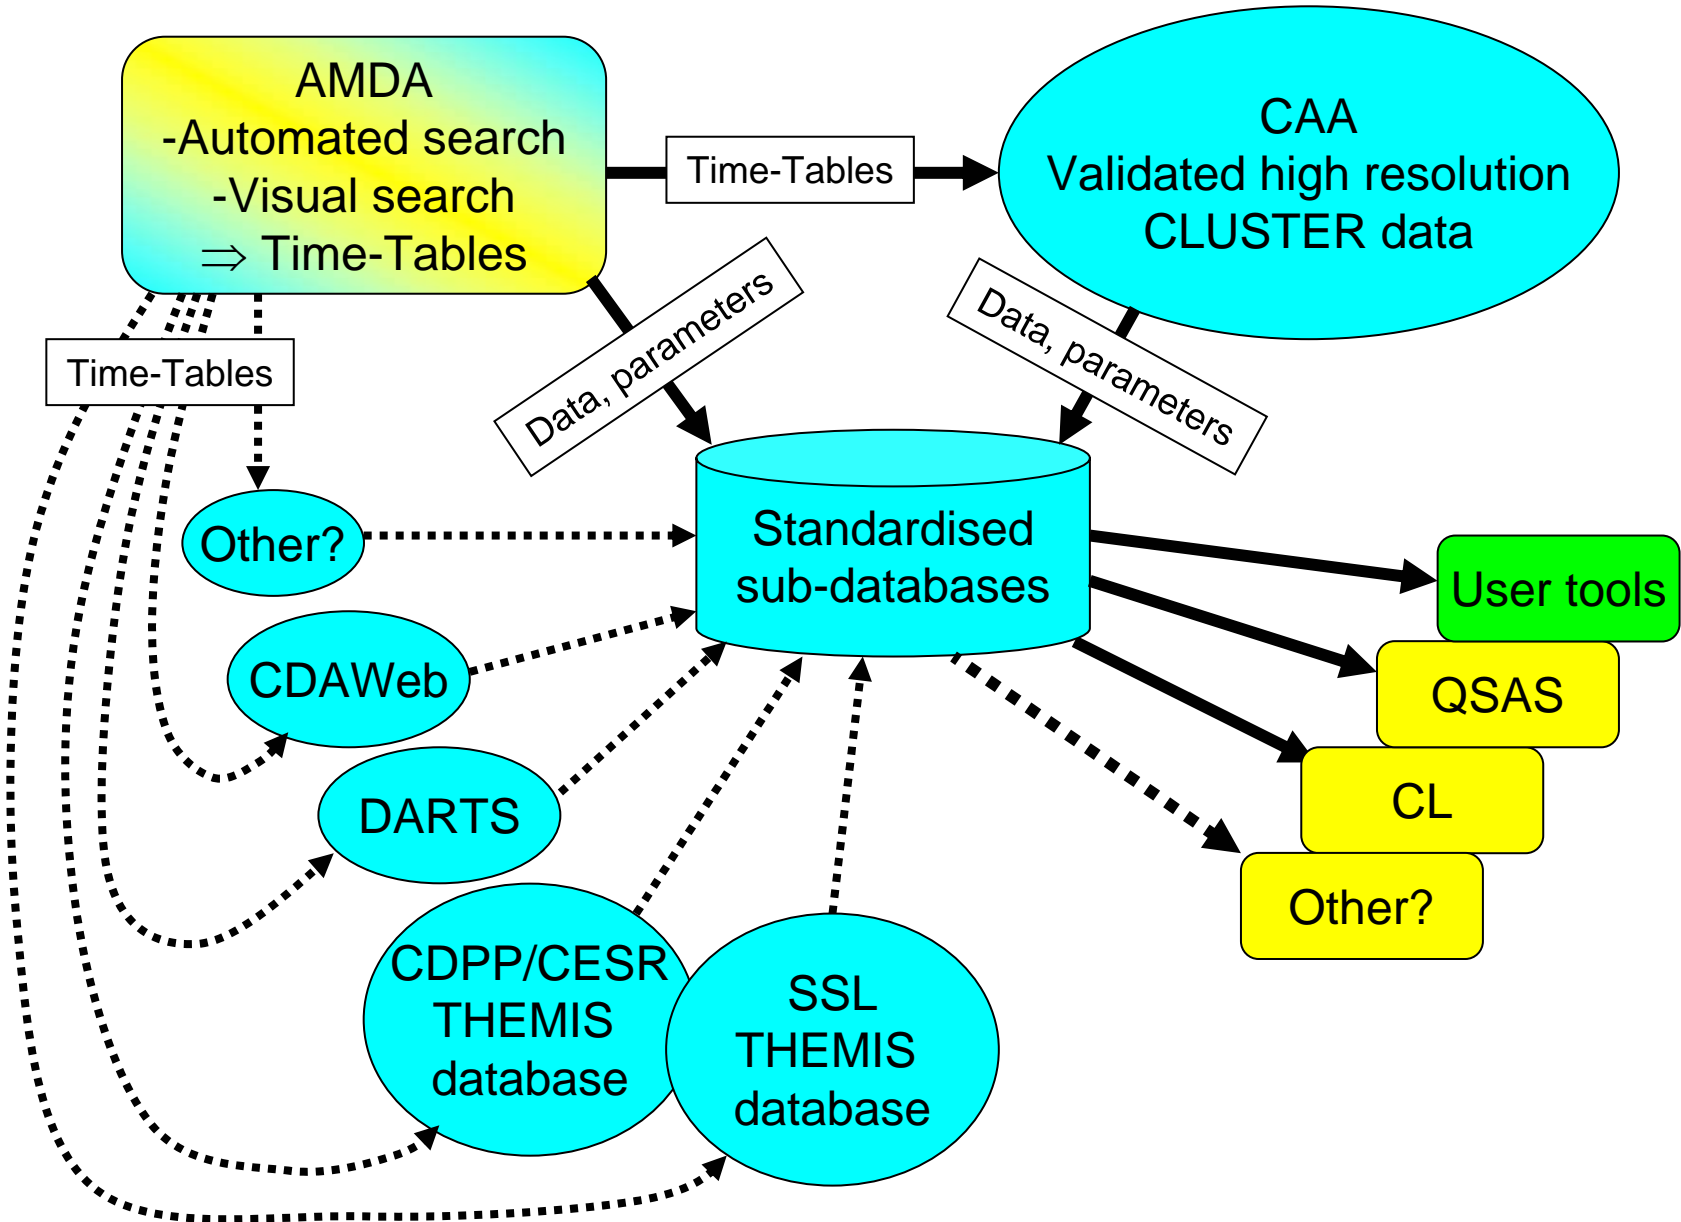 AMDA
-Automated search
-Visual search
⇒ Time-Tables
Time-Tables
CAA
Validated high resolution
CLUSTER data
Data, parameters
Data, parameters
Time-Tables
Other?
Standardised
sub-databases
User tools
QSAS
CL
Other?
CDAWeb
DARTS
CDPP/CESR
THEMIS
database
SSL
THEMIS
database